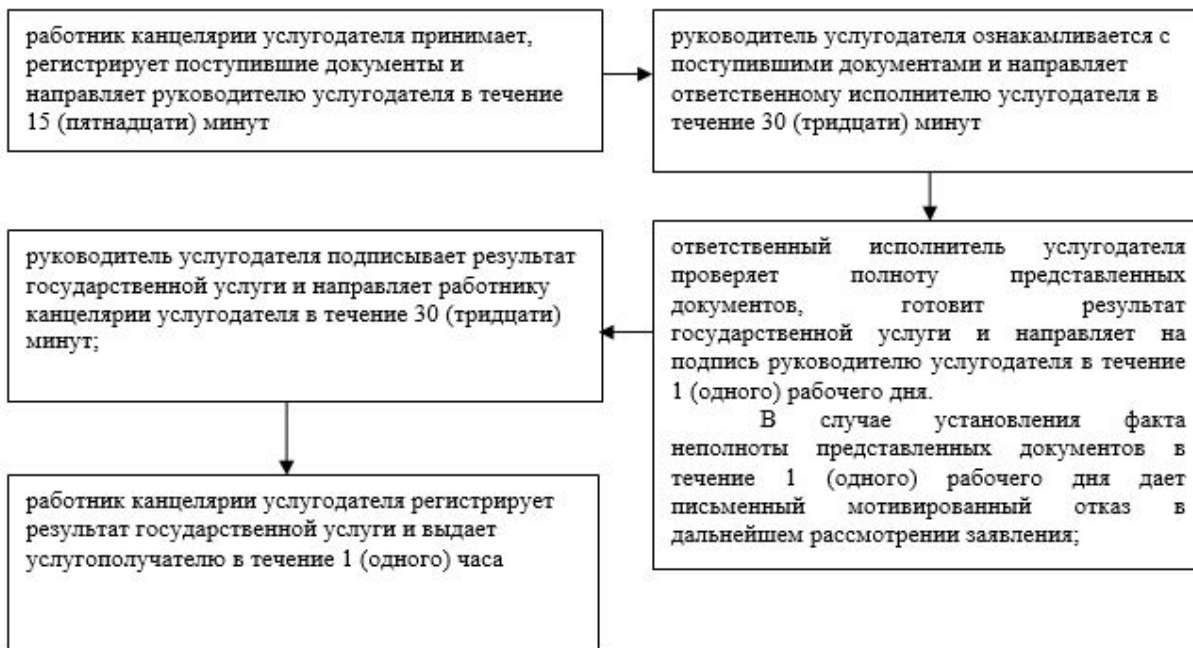 работник канцелярии услугодателя принимает,
регистрирует поступившие документы и
направляет руководителю услугодателя в течение
15 (пятнадцати) минут
руководитель услугодателя ознакамливается с
поступившими документами и направляет
ответственному исполнителю услугодателя в
течение 30 (тридцати) минут
ответственный исполнитель услугодателя
проверяет полноту представленных
документов, готовит результат
государственной услуги и направляет на
подпись руководителю услугодателя в течение
1 (одного) рабочего дня.
В случае установления факта
неполноты представленных документов в
течение 1 (одного) рабочего дня дает
письменный мотивированный отказ в
дальнейшем рассмотрении заявления;
руководитель услугодателя подписывает результат
государственной услуги и направляет работнику
канцелярии услугодателя в течение 30 (тридцати)
минут;
работник канцелярии услугодателя регистрирует
результат государственной услуги и выдает
услугополучателю в течение 1 (одного) часа